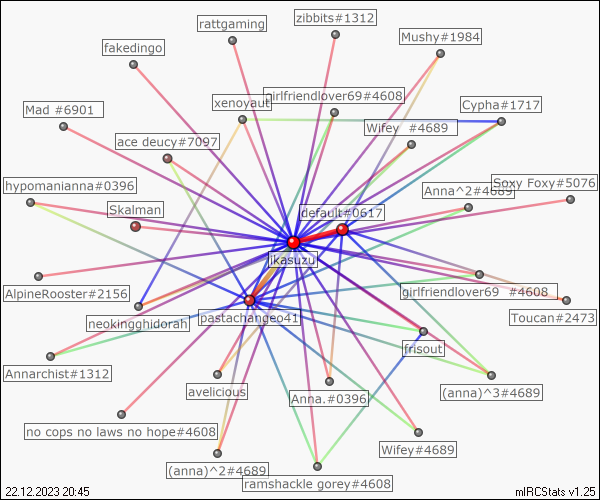 zibbits#1312
rattgaming
Mushy#1984
fakedingo
girlfriendlover69#4608
xenoyaut
Cypha#1717
Mad #6901
Wifey #4689
ace deucy#7097
hypomanianna#0396
Anna^2#4689
Soxy Foxy#5076
Skalman
default#0617
ikasuzu
AlpineRooster#2156
girlfriendlover69 #4608
neokingghidorah
pastachangeo41
Toucan#2473
frisout
Annarchist#1312
avelicious
Anna.#0396
(anna)^3#4689
no cops no laws no hope#4608
Wifey#4689
(anna)^2#4689
ramshackle gorey#4608
22.12.2023 20:45
mIRCStats v1.25